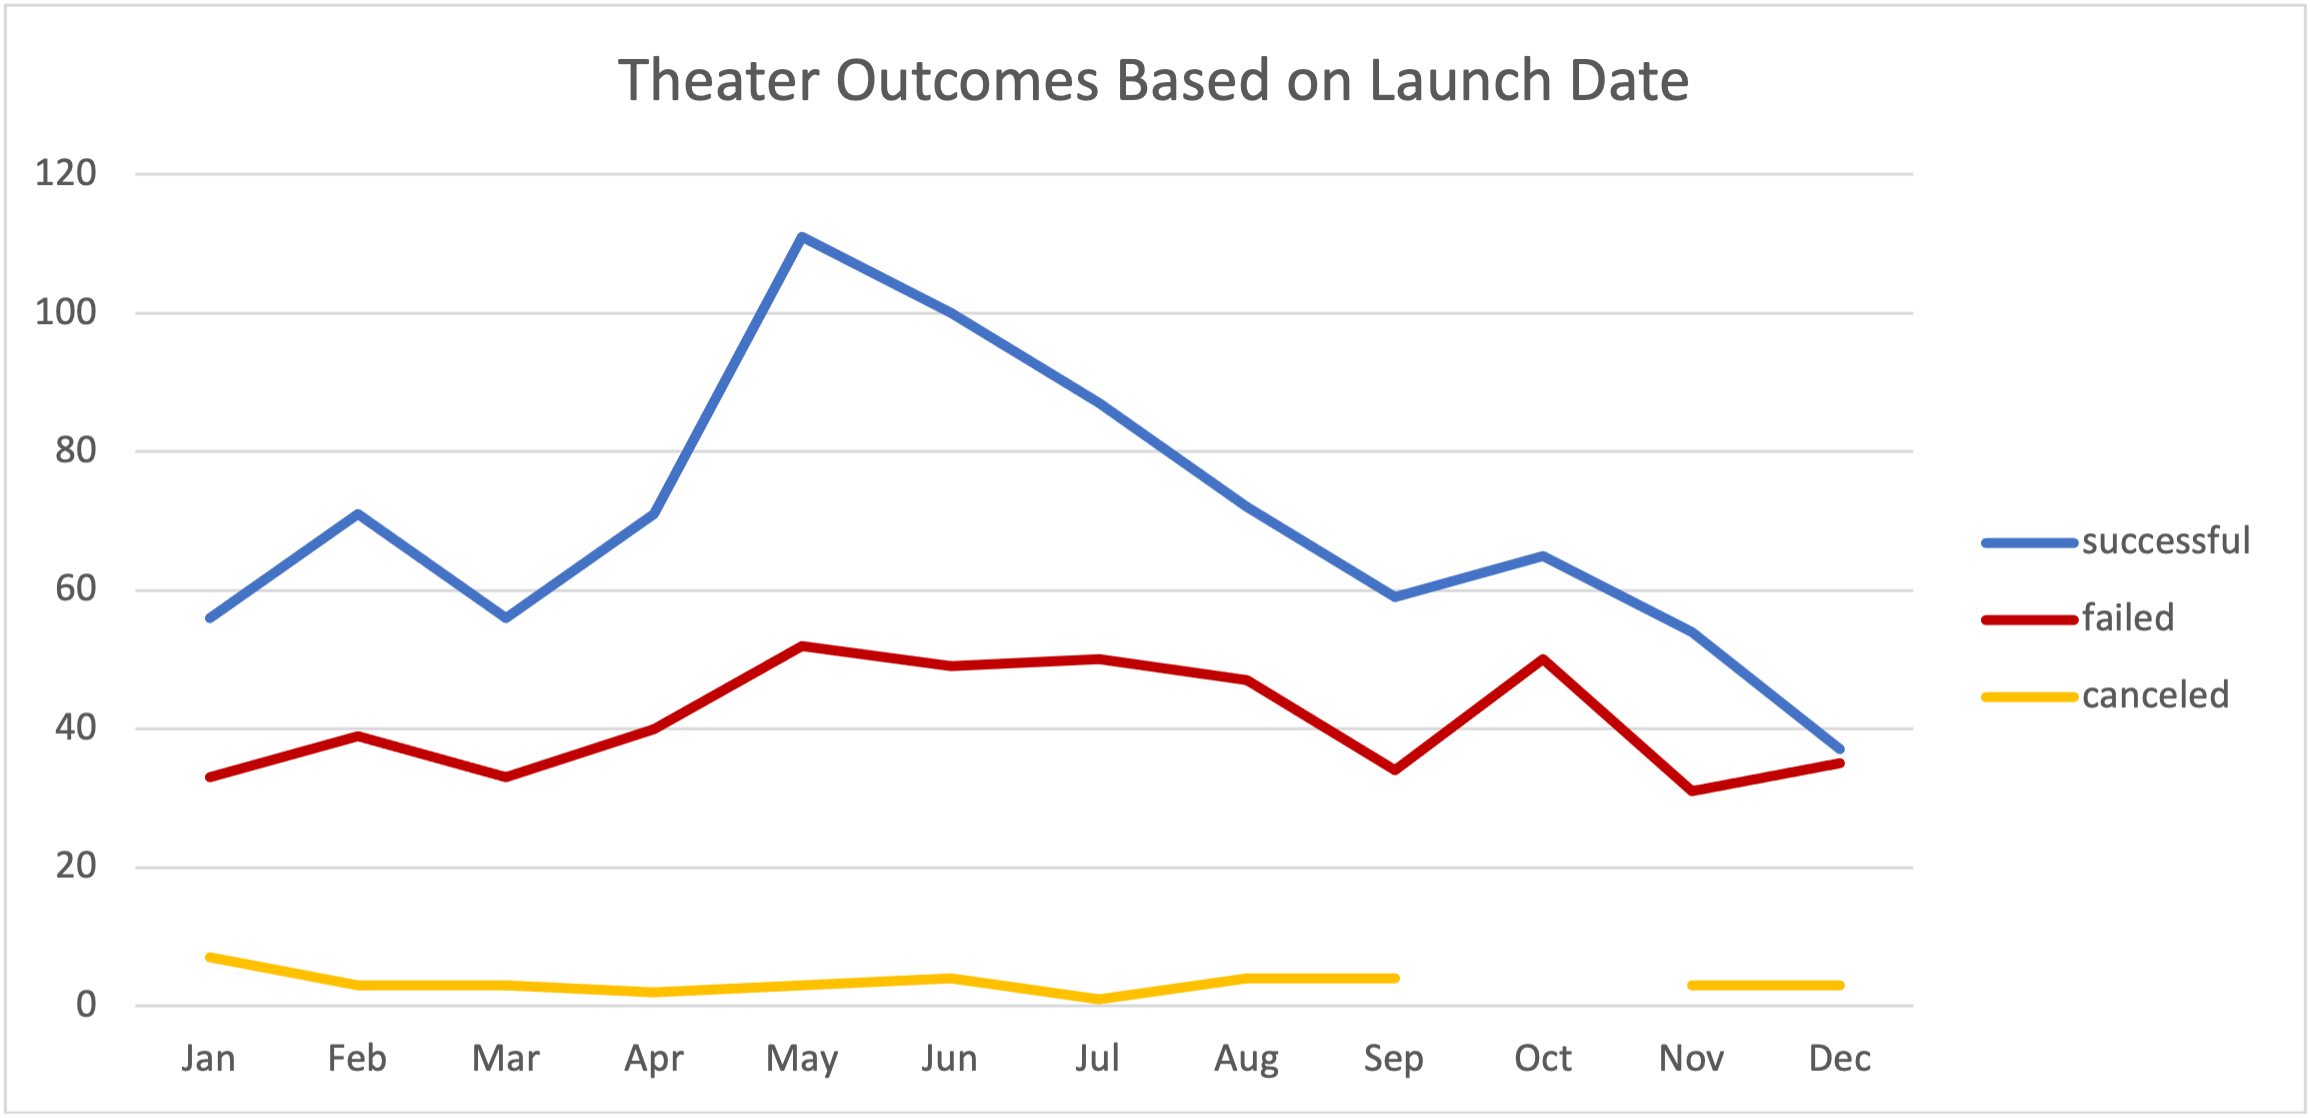 Theater Outcomes Based on Launch Date
120
100
80
60
40
20
0
Jan Feb Mar Apr May Jun Jul Aug Sep Oct Nov Dec
successful
failed
canceled